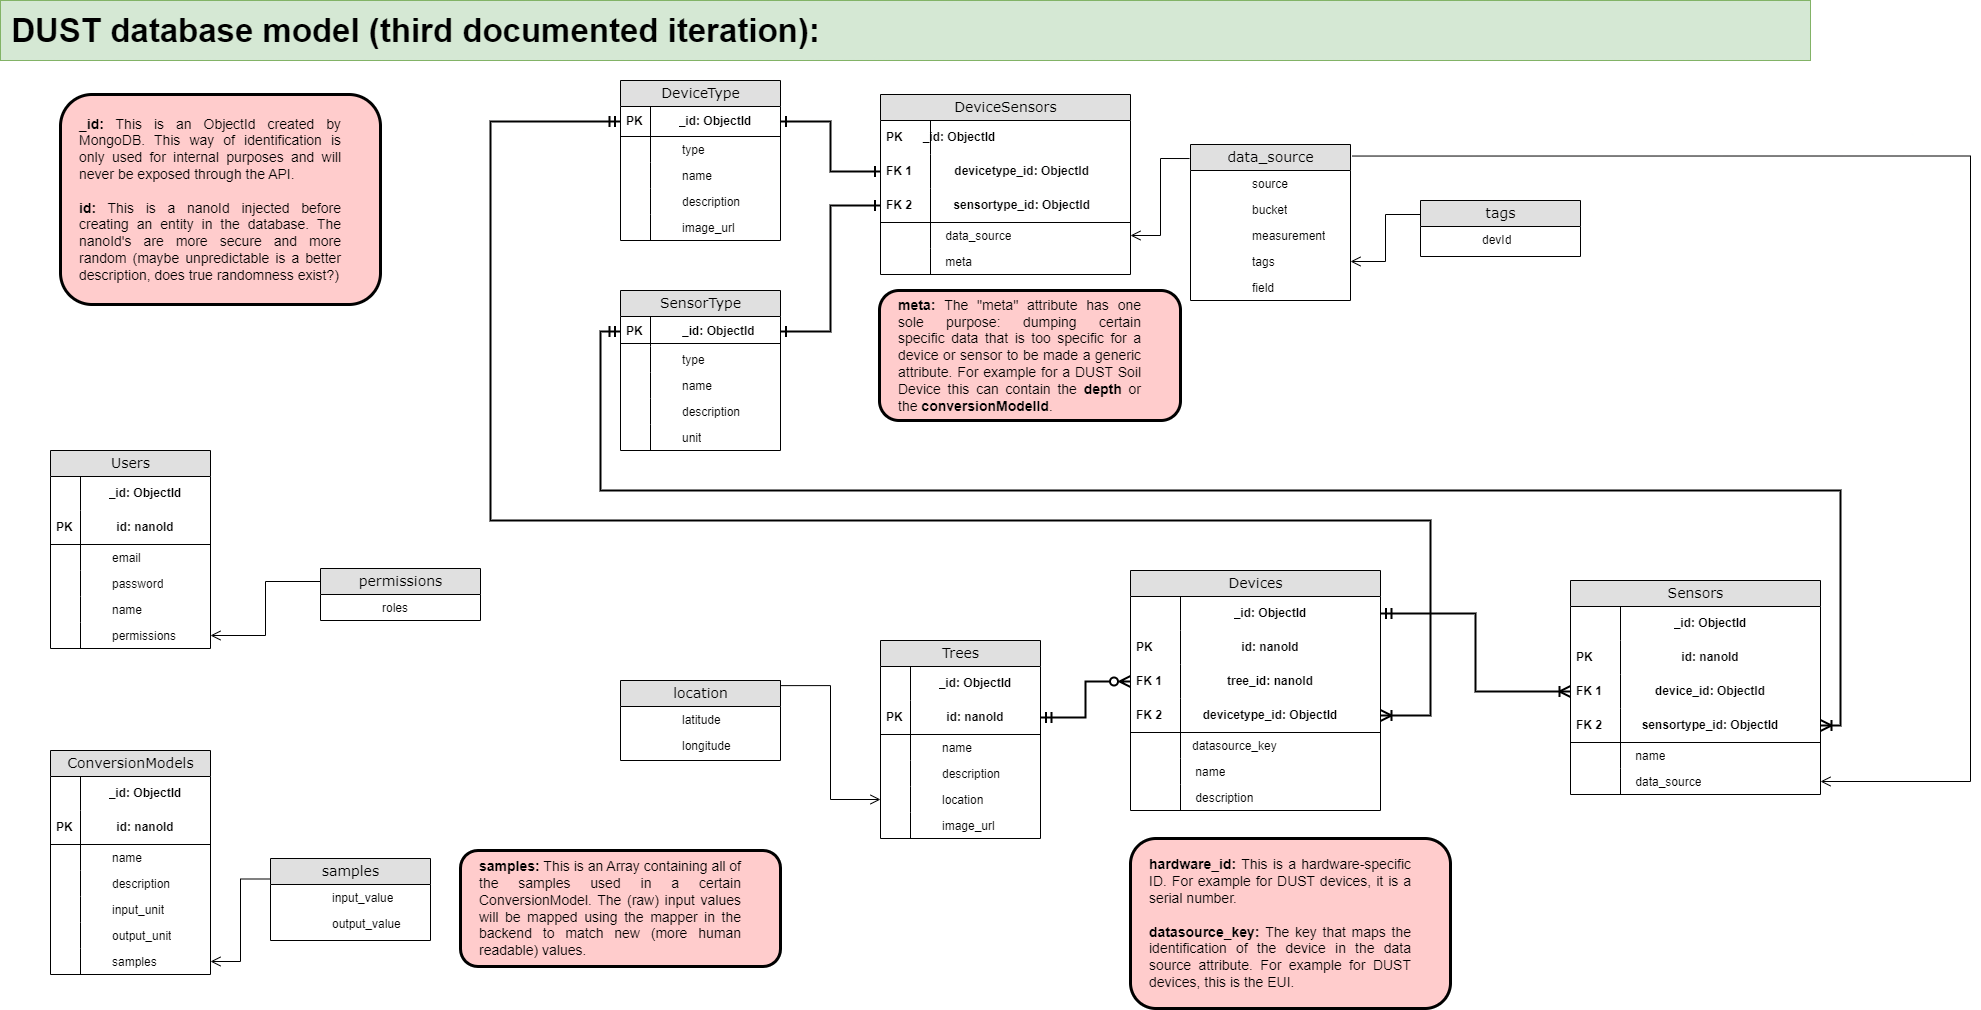 DUST database model (third documented iteration):
_id: This is an ObjectId created by
MongoDB. This way of identification is
only used for internal purposes and will
never be exposed through the API.
id: This is a nanoId injected before
creating an entity in the database. The
nanoId's are more secure and more
random (maybe unpredictable is a better
description, does true randomness exist?)
DeviceType
PK _id: ObjectId
type
name
description
image_url
DeviceSensors
PK _id: ObjectId
FK 1 devicetype_id: ObjectId
FK 2 sensortype_id: ObjectId
data_source
meta
data_source
source
bucket
measurement
tags
field
tags
devId
SensorType
PK _id: ObjectId
type
name
description
unit
meta: The "meta" attribute has one
sole purpose: dumping certain
specific data that is too specific for a
device or sensor to be made a generic
attribute. For example for a DUST Soil
Device this can contain the depth or
the conversionModelId.
Users
_id: ObjectId
PK id: nanoId
email
password
name
permissions
permissions
roles
location
latitude
longitude
Trees
_id: ObjectId
PK id: nanoId
name
description
location
image_url
Devices
_id: ObjectId
PK id: nanoId
FK 1 tree_id: nanoId
FK 2 devicetype_id: ObjectId
datasource_key
name
description
Sensors
_id: ObjectId
PK id: nanoId
FK 1 device_id: ObjectId
FK 2 sensortype_id: ObjectId
name
data_source
ConversionModels
_id: ObjectId
PK id: nanoId
name
description
input_unit
output_unit
samples
samples
input_value
output_value
samples: This is an Array containing all of
the samples used in a certain
ConversionModel. The (raw) input values
will be mapped using the mapper in the
backend to match new (more human
readable) values.
hardware_id: This is a hardware-specific
ID. For example for DUST devices, it is a
serial number.
datasource_key: The key that maps the
identification of the device in the data
source attribute. For example for DUST
devices, this is the EUI.